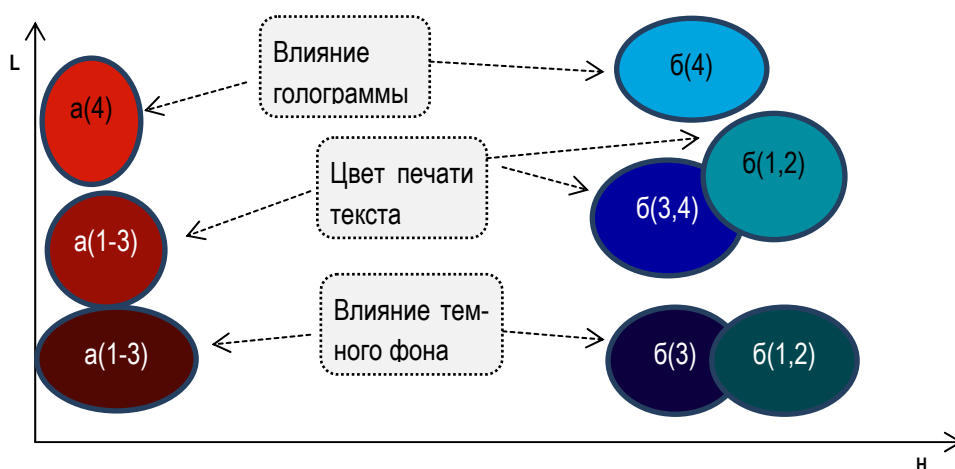 L
Влияние
голограммы
б(4)
а(4)
Цвет печати
текста
б(1,2)
б(3,4)
а(1-3)
Влияние тем-
ного фона
а(1-3)
б(3)
б(1,2)
H